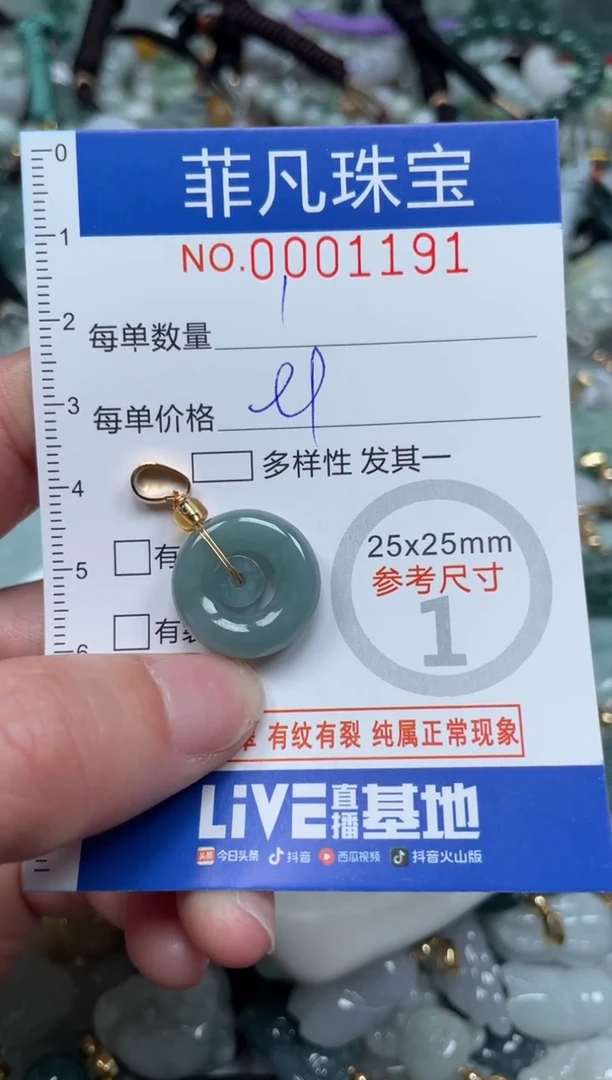 菲凡珠宝
NO.0001191
每单数量 1
每单价格
多样性 发其一
有
25x25mm
参考尺寸
1
有
有纹有裂 纯属正常现象
LiVE直播基地
今日头条 抖音 西瓜视频 抖音火山版
0
1
2
3
4
5
6